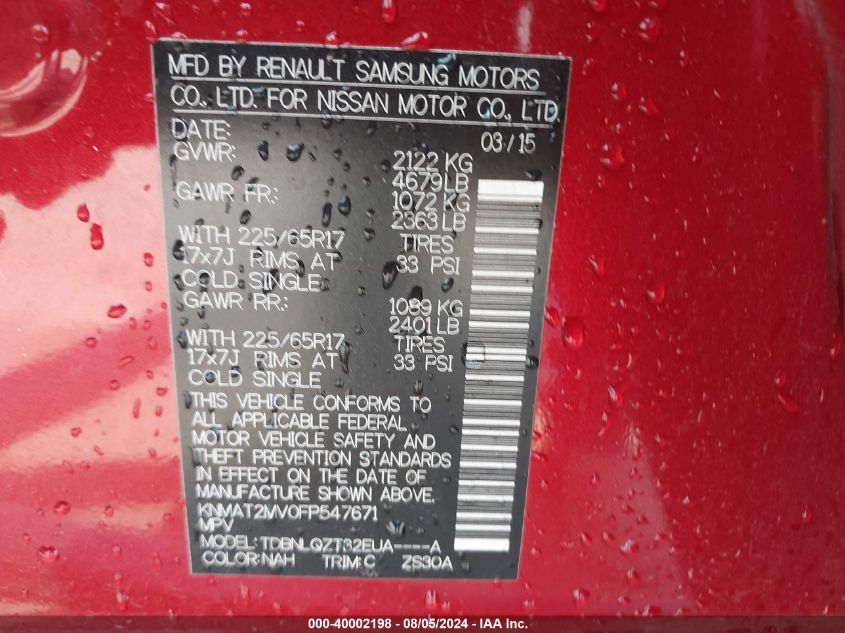 MFD BY RENAULT SAMSUNG MOTORS
CO., LTD. FOR NISSAN MOTOR CO., LTD.
DATE: 03/15
GVWR: 2122 KG
4679LB
GAWR FR: 1072 KG
2363 LB
WITH 225/65R17 TIRES
17x7J RIMS AT 33 PSI
COLD SINGLE
GAWR RR: 1089 KG
2401LB
WITH 225/65R17 TIRES
17x7J RIMS AT 33 PSI
COLD SINGLE
THIS VEHICLE CONFORMS TO
ALL APPLICABLE FEDERAL
MOTOR VEHICLE SAFETY AND
THEFT PREVENTION STANDARDS
IN EFFECT ON THE DATE OF
MANUFACTURE SHOWN ABOVE.
KNMAT2MV0FP547671
MPV
MODEL: TDBNLQZT32EUA----A
COLOR: NAH TRIM: C ZS30A
000-40002198 - 08/05/2024 - IAA Inc.